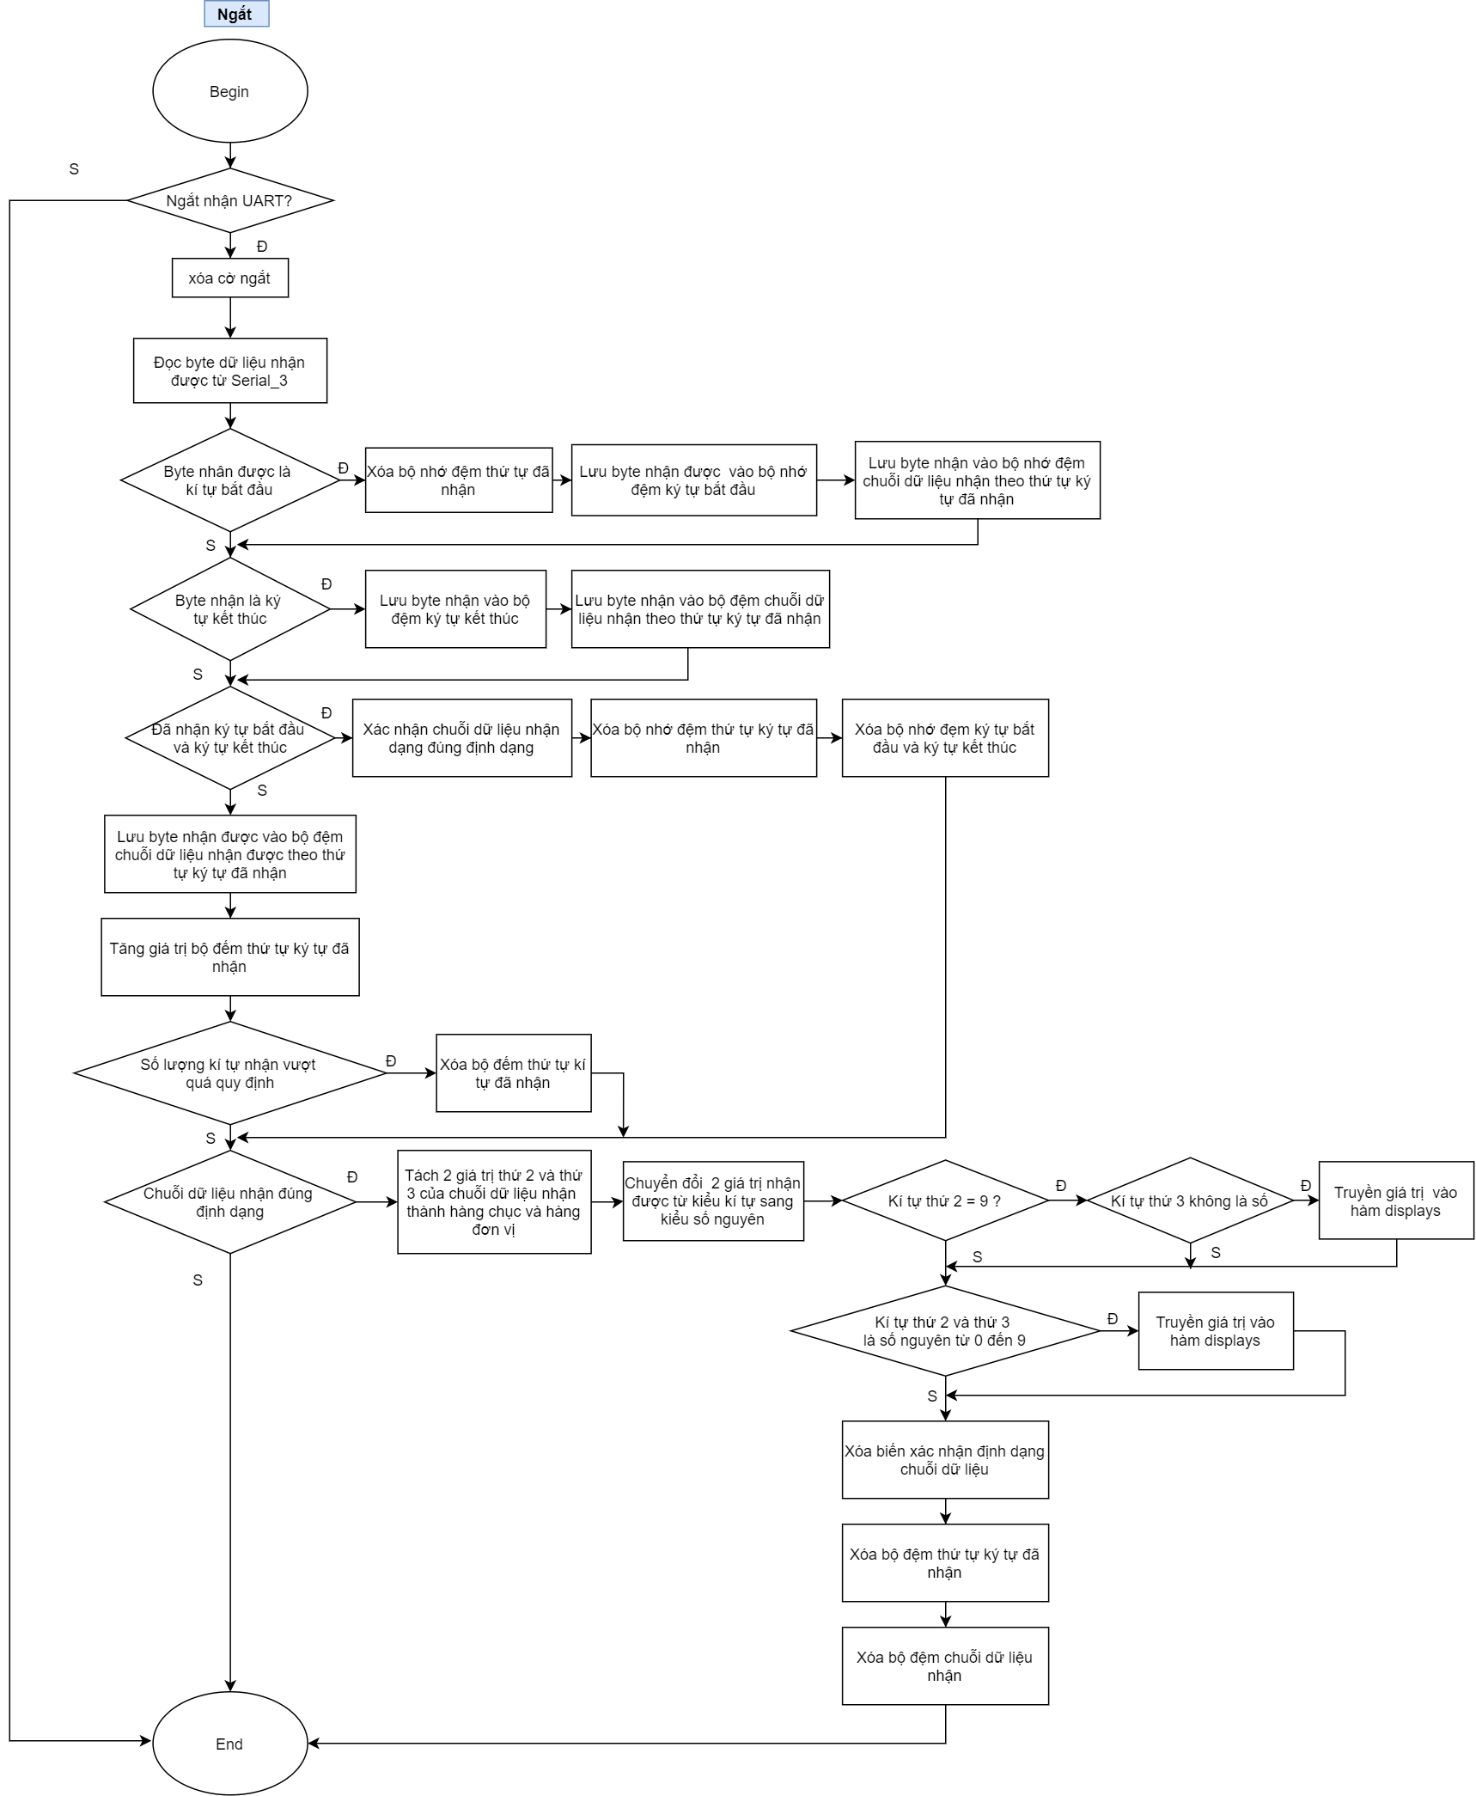 Ngắt
Begin
S
Ngắt nhận UART?
Đ
xóa cờ ngắt
Đọc byte dữ liệu nhận
được từ Serial_3
Byte nhân được là
kí tự bắt đầu
Đ
Xóa bộ nhớ đệm thứ tự đã
nhận
Lưu byte nhận được vào bộ nhớ
đệm ký tự bắt đầu
Lưu byte nhận vào bộ nhớ đệm
chuỗi dữ liệu nhận theo thứ tự ký
tự đã nhận
S
Byte nhận là ký
tự kết thúc
Đ
Lưu byte nhận vào bộ
đệm ký tự kết thúc
Lưu byte nhận vào bộ đệm chuỗi dữ
liệu nhận theo thứ tự ký tự đã nhận
S
Đã nhận ký tự bắt đầu
và ký tự kết thúc
Đ
Xác nhận chuỗi dữ liệu nhận
dạng đúng định dạng
Xóa bộ nhớ đệm thứ tự ký tự đã
nhận
Xóa bộ nhớ đẹm ký tự bắt
đầu và ký tự kết thúc
S
Lưu byte nhận được vào bộ đệm
chuỗi dữ liệu nhận được theo thứ
tự ký tự đã nhận
Tăng giá trị bộ đếm thứ tự ký tự đã
nhận
Số lượng kí tự nhận vượt
quá quy định
Đ
Xóa bộ đếm thứ tự kí
tự đã nhận
S
Chuỗi dữ liệu nhận đúng
định dạng
Đ
Tách 2 giá trị thứ 2 và thứ
3 của chuỗi dữ liệu nhận
thành hàng chục và hàng
đơn vị
Chuyển đổi 2 giá trị nhận
được từ kiểu kí tự sang
kiểu số nguyên
Kí tự thứ 2 = 9 ?
Đ
Kí tự thứ 3 không là số
Đ
Truyền giá trị vào
hàm displays
S
S
S
Kí tự thứ 2 và thứ 3
là số nguyên từ 0 đến 9
Đ
Truyền giá trị vào
hàm displays
S
Xóa biến xác nhận định dạng
chuỗi dữ liệu
Xóa bộ đệm thứ tự ký tự đã
nhận
Xóa bộ đệm chuỗi dữ liệu
nhận
End